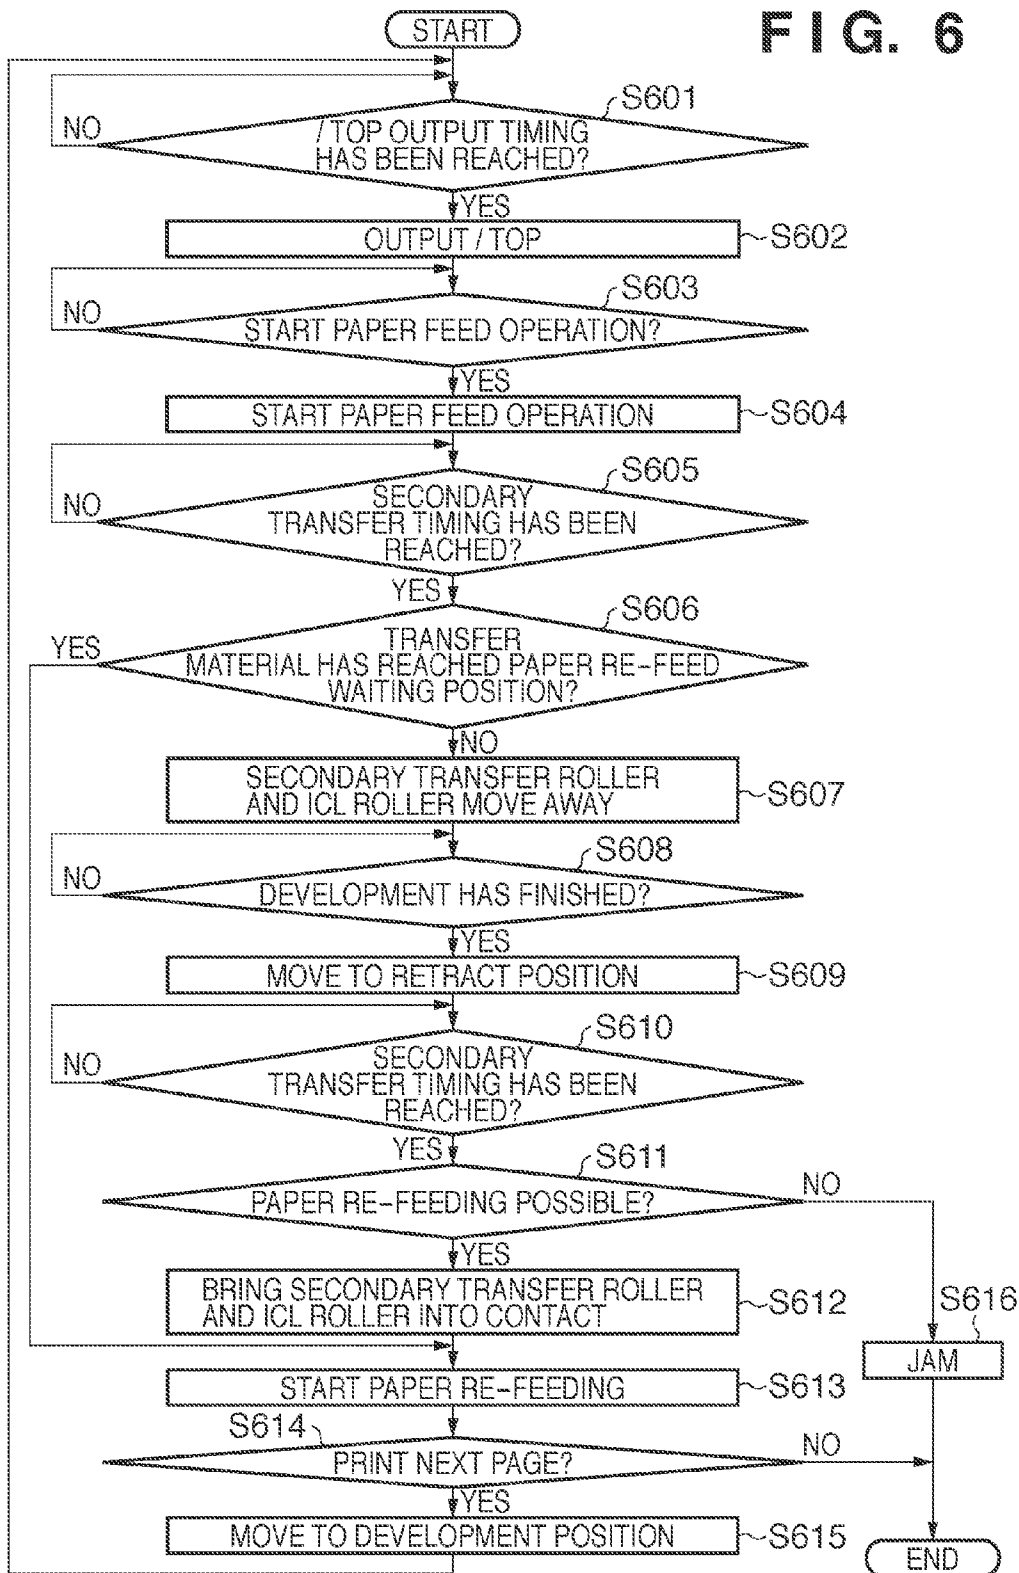 FIG. 6
START
S601
/ TOP OUTPUT TIMING
HAS BEEN REACHED?
NO
YES
OUTPUT / TOP
S602
S603
START PAPER FEED OPERATION?
NO
YES
START PAPER FEED OPERATION
S604
S605
SECONDARY
TRANSFER TIMING HAS BEEN
REACHED?
NO
YES
S606
TRANSFER
MATERIAL HAS REACHED PAPER RE-FEED
WAITING POSITION?
YES
NO
SECONDARY TRANSFER ROLLER
AND ICL ROLLER MOVE AWAY
S607
S608
DEVELOPMENT HAS FINISHED?
NO
YES
MOVE TO RETRACT POSITION
S609
S610
SECONDARY
TRANSFER TIMING HAS BEEN
REACHED?
NO
YES
S611
PAPER RE-FEEDING POSSIBLE?
NO
YES
BRING SECONDARY TRANSFER ROLLER
AND ICL ROLLER INTO CONTACT
S612
S616
JAM
START PAPER RE-FEEDING
S613
S614
PRINT NEXT PAGE?
NO
YES
MOVE TO DEVELOPMENT POSITION
S615
END